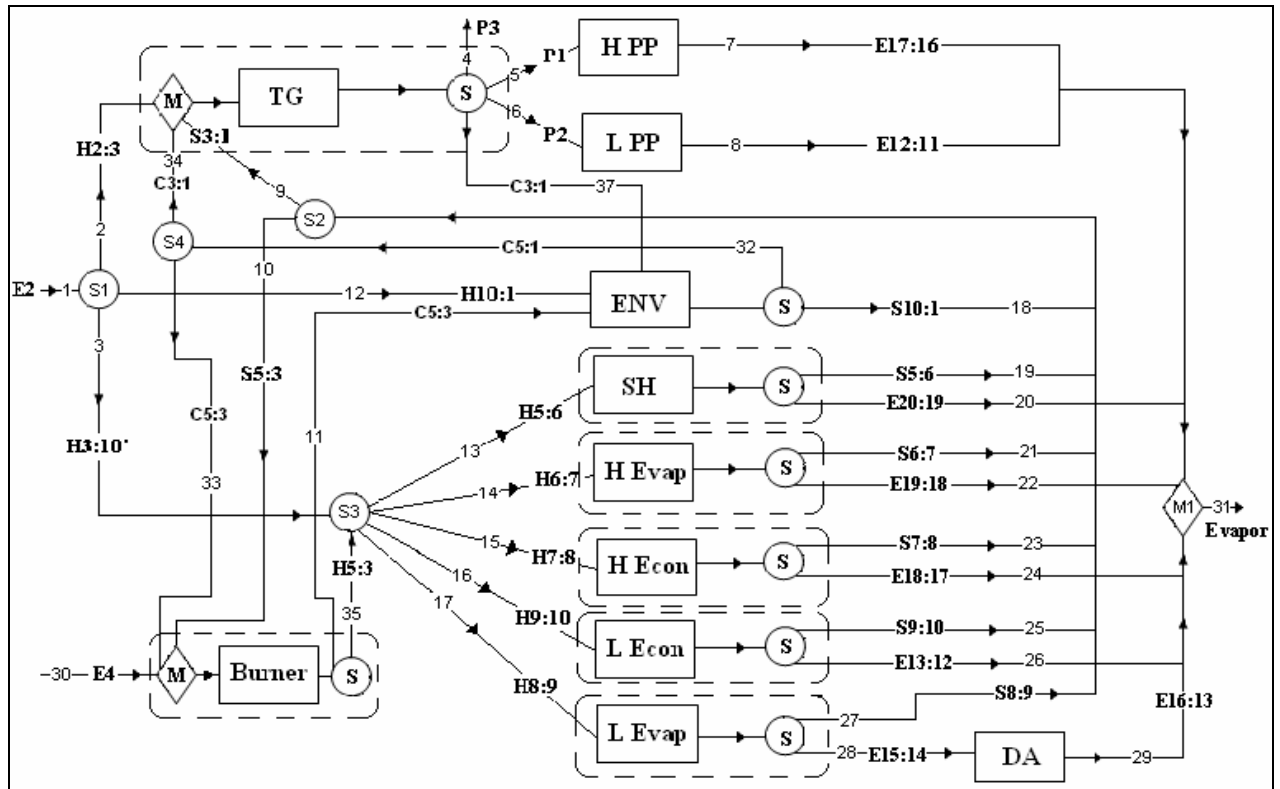 P3
4
P1
5
H PP
7
E17:16
M
TG
S
6
P2
L PP
8
E12:11
H2:3
S3:1
34
C3:1
9
C3:1
37
2
S4
S2
10
C5:1
32
E2
1
S1
12
H10:1
ENV
S
S10:1
18
C5:3
3
S5:3
SH
S
S5:6
19
E20:19
20
C5:3
11
H5:6
13
H3:10'
33
H Evap
S
S6:7
21
E19:18
22
14
H6:7
S3
M1
31
Evapor
15
H7:8
H Econ
S
S7:8
23
E18:17
24
H5:3
16
17
H9:10
L Econ
S
S9:10
25
E13:12
26
35
30
E4
M
Burner
S
H8:9
L Evap
S
27
S8:9
E16:13
28
E15:14
DA
29